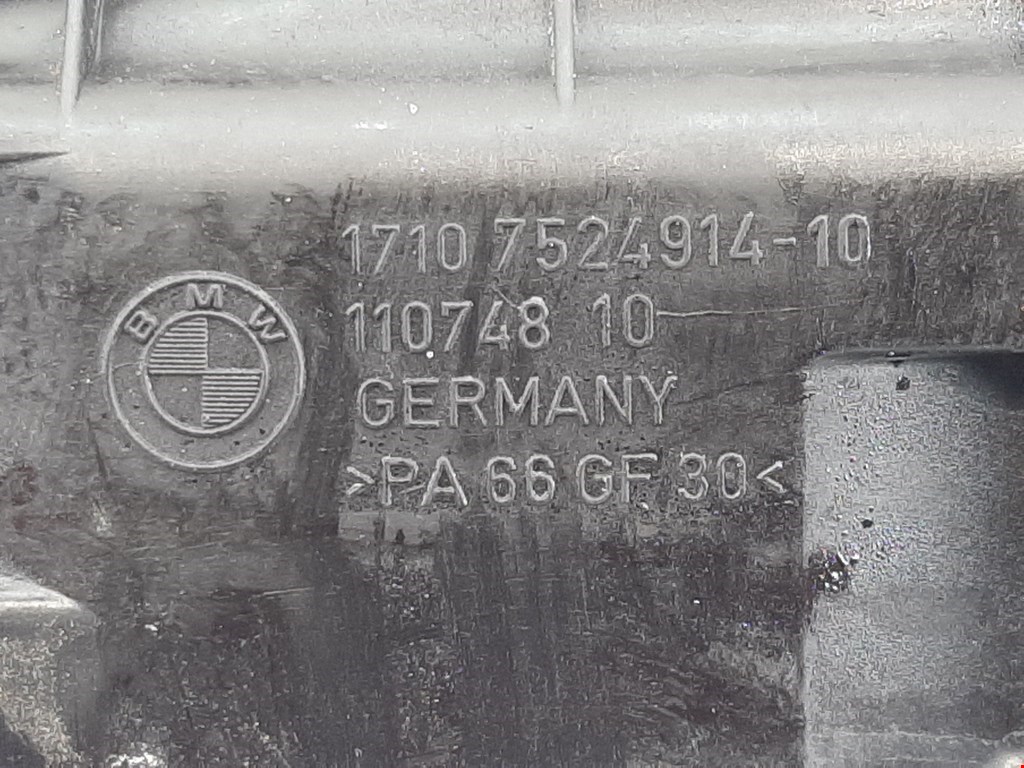 BMW
1710 7524914-10
110748 10
GERMANY
>PA 66 GF 30<